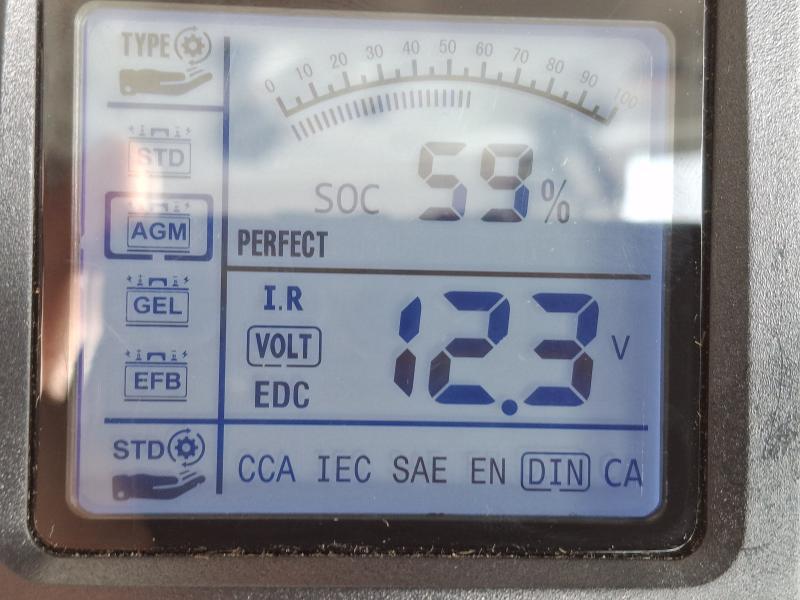 TYPE
STD
AGM
GEL
EFB
STD
0 10 20 30 40 50 60 70 80 90 100
SOC 59%
PERFECT
I.R
VOLT
EDC
12.3 V
CCA IEC SAE EN DIN CA